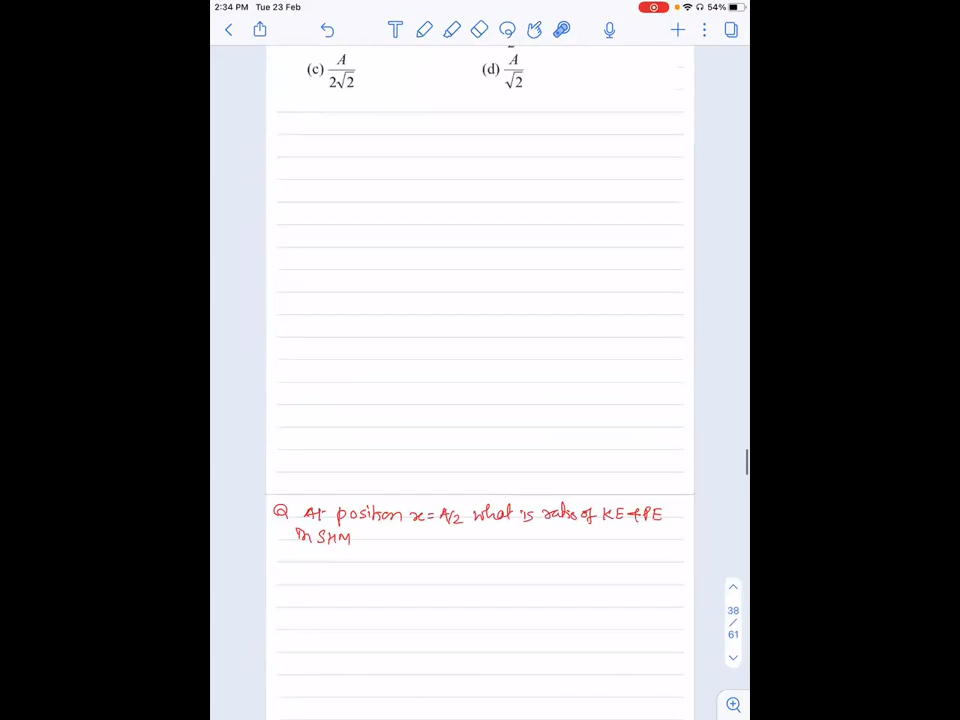 2:34 PM Tue 23 Feb 54%
(c) A/2√2 (d) A/√2
Q At position x = A/2 what is ratio of KE & PE
in SHM
38
/
61